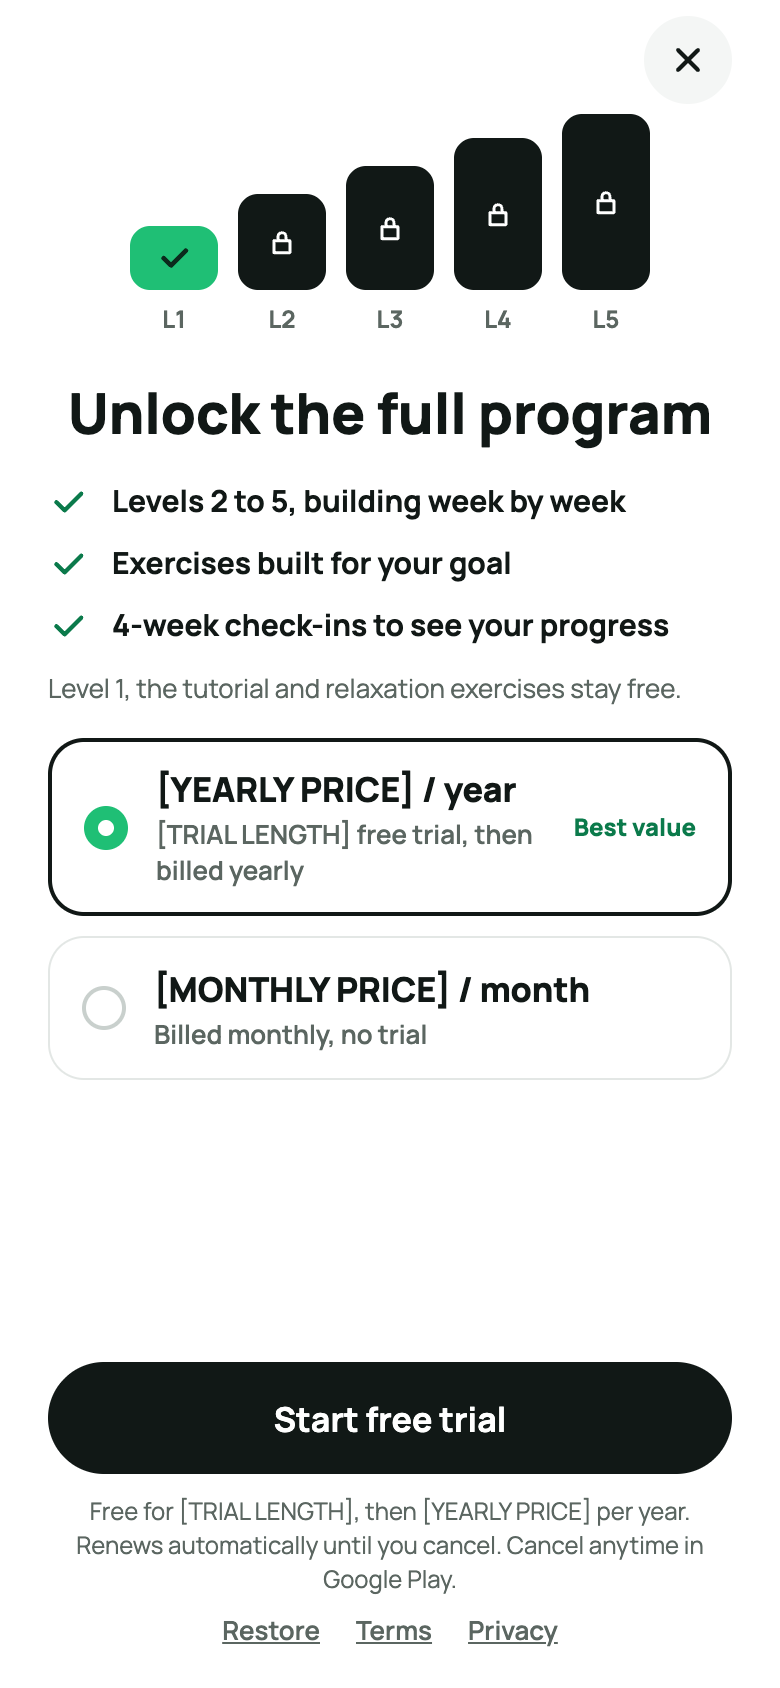 L1 L2 L3 L4 L5
Unlock the full program
Levels 2 to 5, building week by week
Exercises built for your goal
4-week check-ins to see your progress
Level 1, the tutorial and relaxation exercises stay free.
[YEARLY PRICE] / year
[TRIAL LENGTH] free trial, then
billed yearly
Best value
[MONTHLY PRICE] / month
Billed monthly, no trial
Start free trial
Free for [TRIAL LENGTH], then [YEARLY PRICE] per year.
Renews automatically until you cancel. Cancel anytime in
Google Play.
Restore Terms Privacy